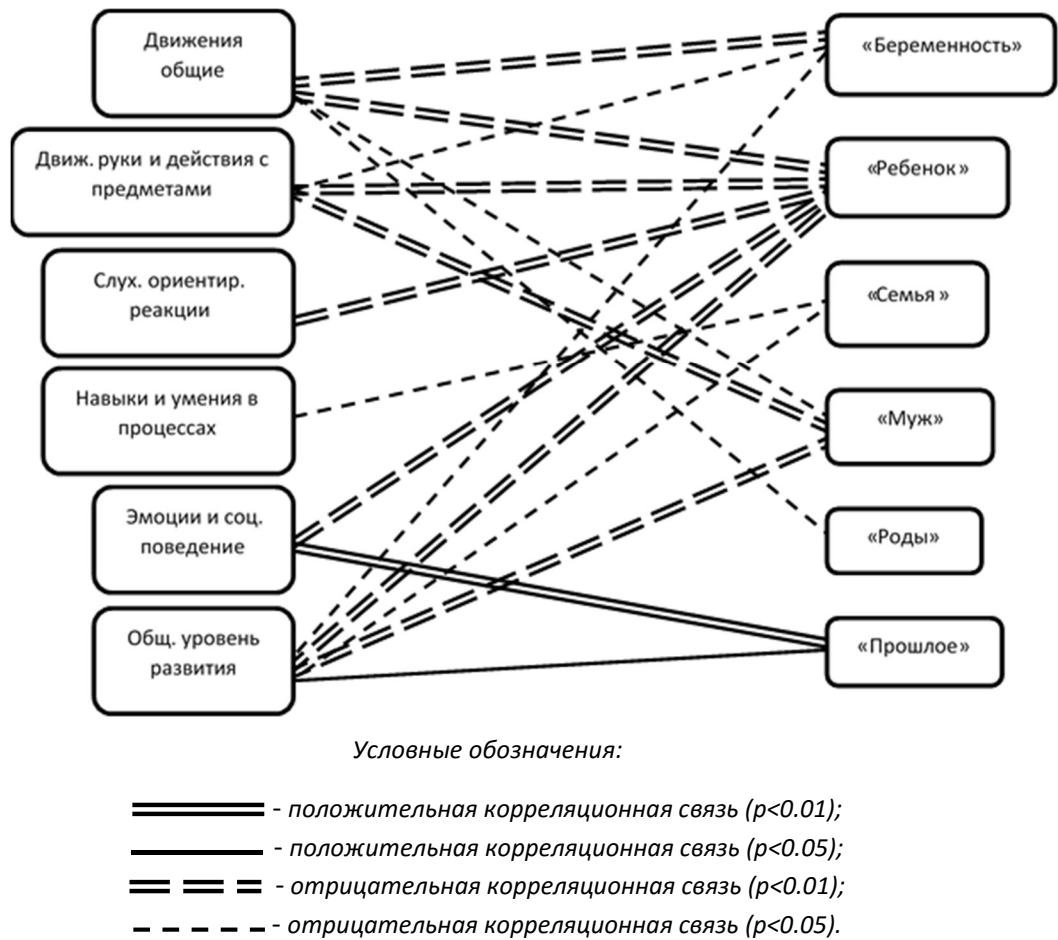 Движения
общие
Движ. руки и действия с
предметами
Слух. ориентир.
реакции
Навыки и умения в
процессах
Эмоции и соц.
поведение
Общ. уровень
развития
«Беременность»
«Ребенок»
«Семья »
«Муж»
«Роды»
«Прошлое»
Условные обозначения:
- положительная корреляционная связь (p<0.01);
- положительная корреляционная связь (p<0.05);
- отрицательная корреляционная связь (p<0.01);
- отрицательная корреляционная связь (p<0.05).